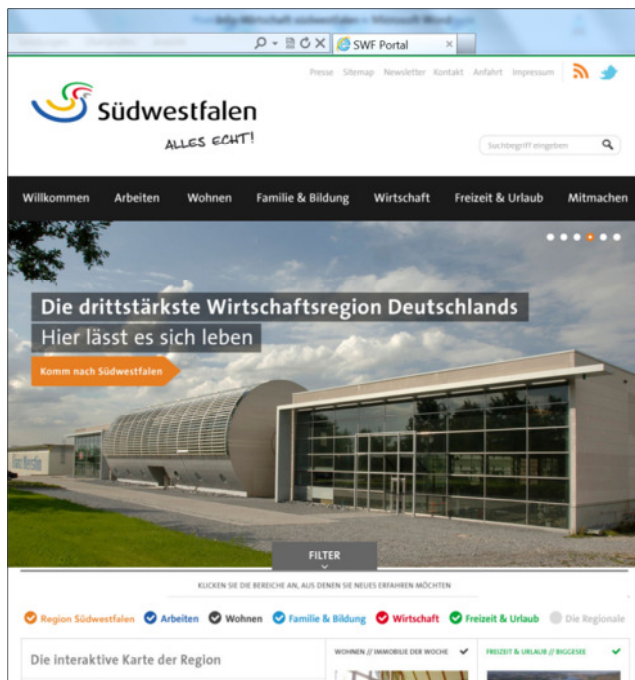 SWF Portal
Presse Sitemap Newsletter Kontakt Anfahrt Impressum
Südwestfalen
ALLES ECHT!
Suchbegriff eingeben
Willkommen Arbeiten Wohnen Familie & Bildung Wirtschaft Freizeit & Urlaub Mitmachen
Die drittstärkste Wirtschaftsregion Deutschlands
Hier lässt es sich leben
Komm nach Südwestfalen
FILTER
KLICKEN SIE DIE BEREICHE AN, AUS DENEN SIE NEUES ERFAHREN MÖCHTEN
Region Südwestfalen Arbeiten Wohnen Familie & Bildung Wirtschaft Freizeit & Urlaub Die Regionale
Die interaktive Karte der Region
WOHNEN // IMMOBILIE DER WOCHE
FREIZEIT & URLAUB // BIGGESEE